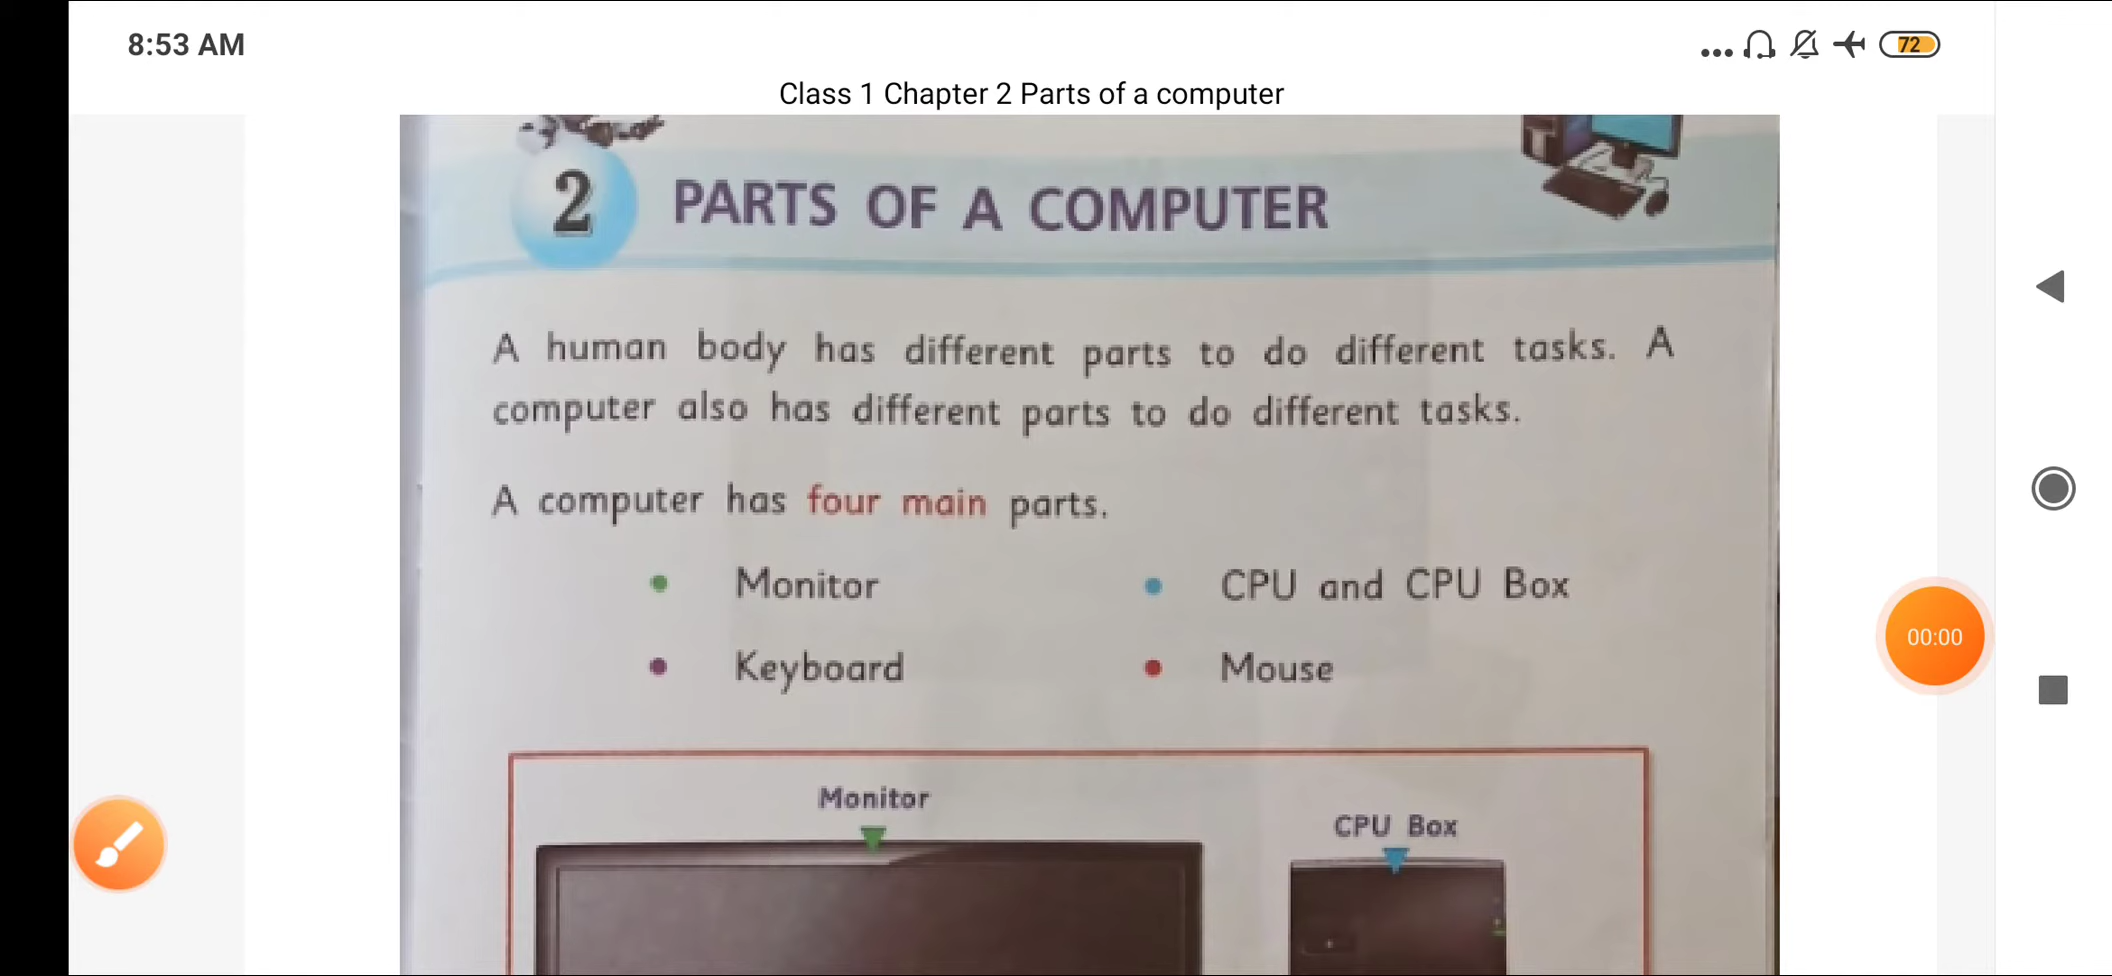 8:53 AM
72
Class 1 Chapter 2 Parts of a computer
2 PARTS OF A COMPUTER
A human body has different parts to do different tasks. A
computer also has different parts to do different tasks.
A computer has four main parts.
• Monitor • CPU and CPU Box
• Keyboard • Mouse
Monitor
CPU Box
00:00